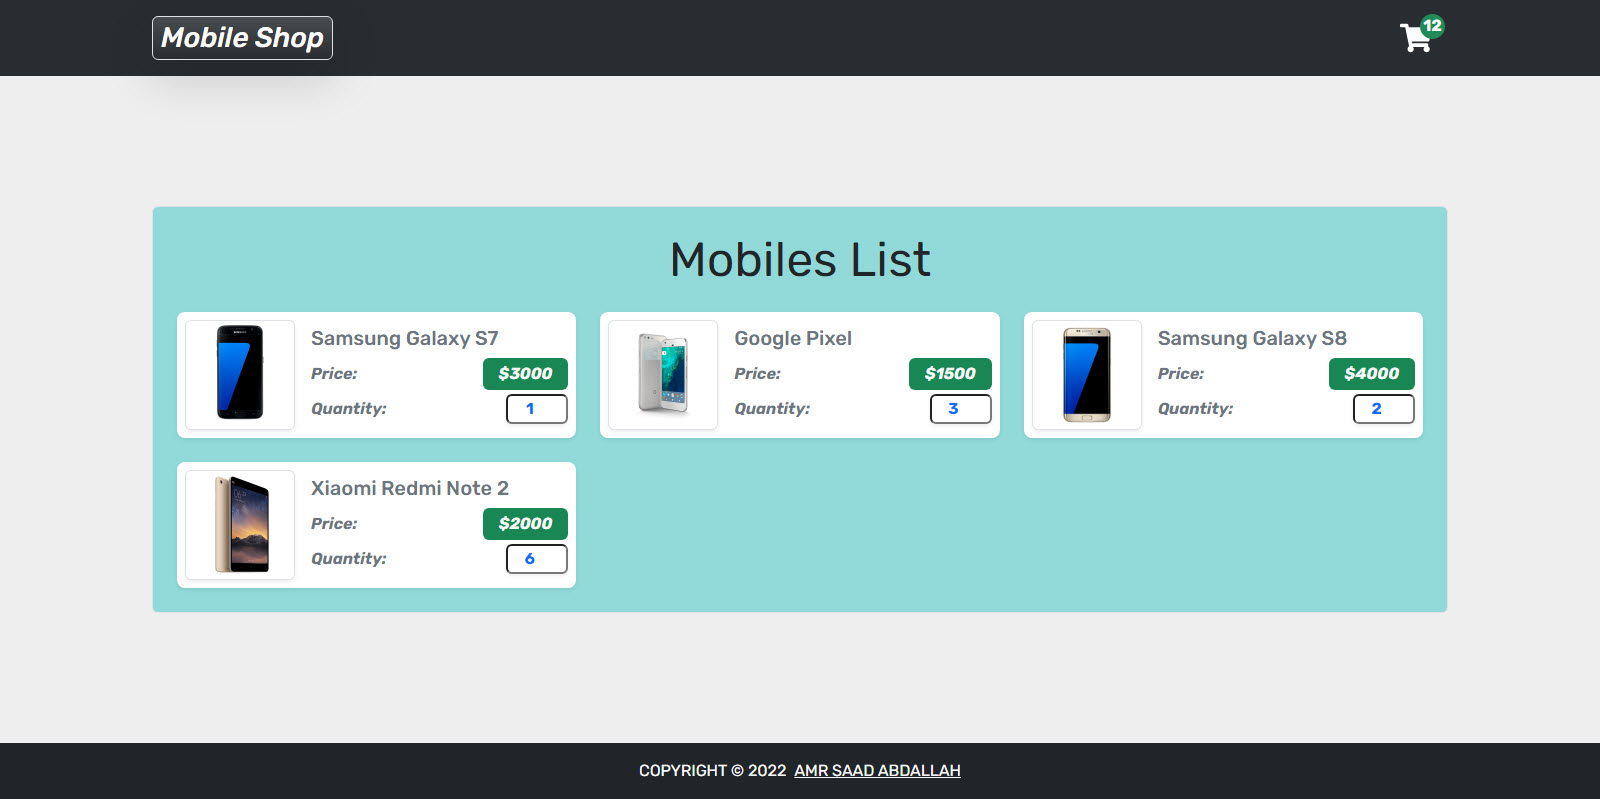 Mobile Shop
12
Mobiles List
Samsung Galaxy S7
Price: $3000
Quantity: 1
Google Pixel
Price: $1500
Quantity: 3
Samsung Galaxy S8
Price: $4000
Quantity: 2
Xiaomi Redmi Note 2
Price: $2000
Quantity: 6
COPYRIGHT © 2022 AMR SAAD ABDALLAH